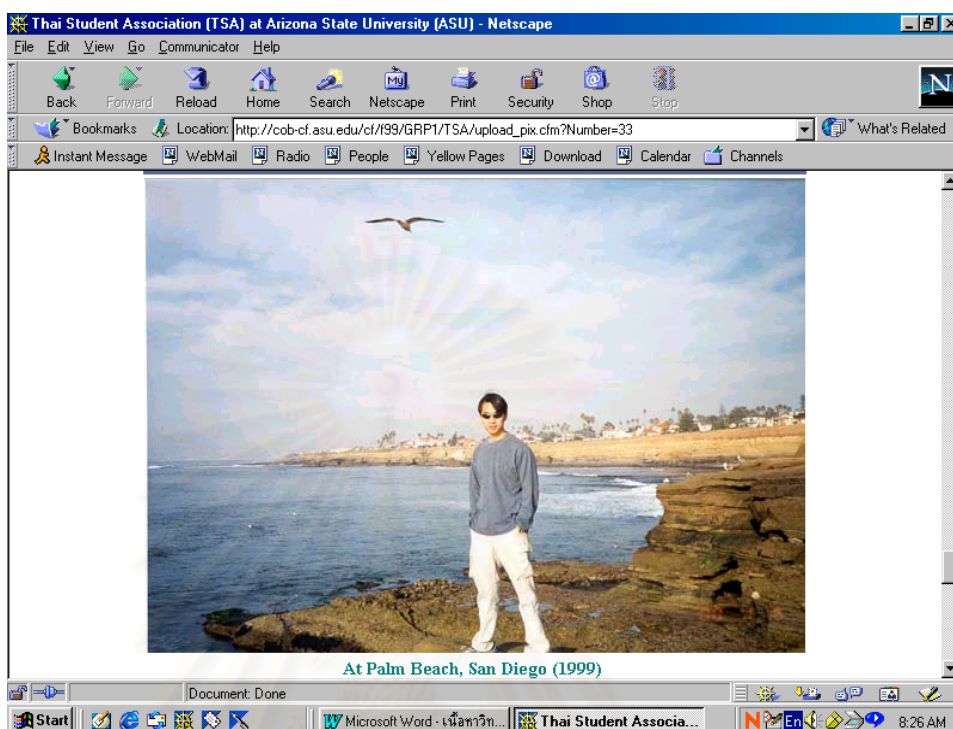 Thai Student Association (TSA) at Arizona State University (ASU) - Netscape
File Edit View Go Communicator Help
My
N
Back Forward Reload Home Search Netscape Print Security Shop Stop
Bookmarks Location: http://cob-cf.asu.edu/cf/f99/GRP1/TSA/upload_pix.cfm?Number=33 What's Related
Instant Message WebMail Radio People Yellow Pages Download Calendar Channels
At Palm Beach, San Diego (1999)
Document: Done
Start Microsoft Word - เนื้อหาวิท... Thai Student Associa... N En 8:26 AM